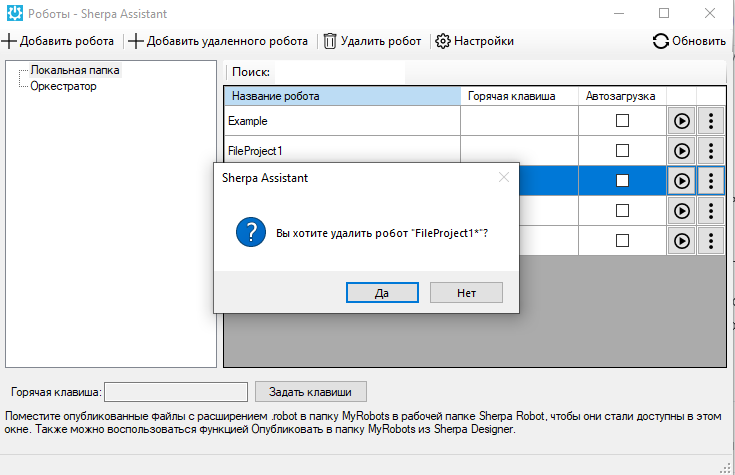 Роботы - Sherpa Assistant
Добавить робота
Добавить удаленного робота
Удалить робот
Настройки
Обновить
Локальная папка
Оркестратор
Поиск:
Название робота
Горячая клавиша
Автозагрузка
Example
FileProject1
Sherpa Assistant
Вы хотите удалить робот "FileProject1*"?
Да
Нет
Горячая клавиша:
Задать клавиши
Поместите опубликованные файлы с расширением .robot в папку MyRobots в рабочей папке Sherpa Robot, чтобы они стали доступны в этом
окне. Также можно воспользоваться функцией Опубликовать в папку MyRobots из Sherpa Designer.